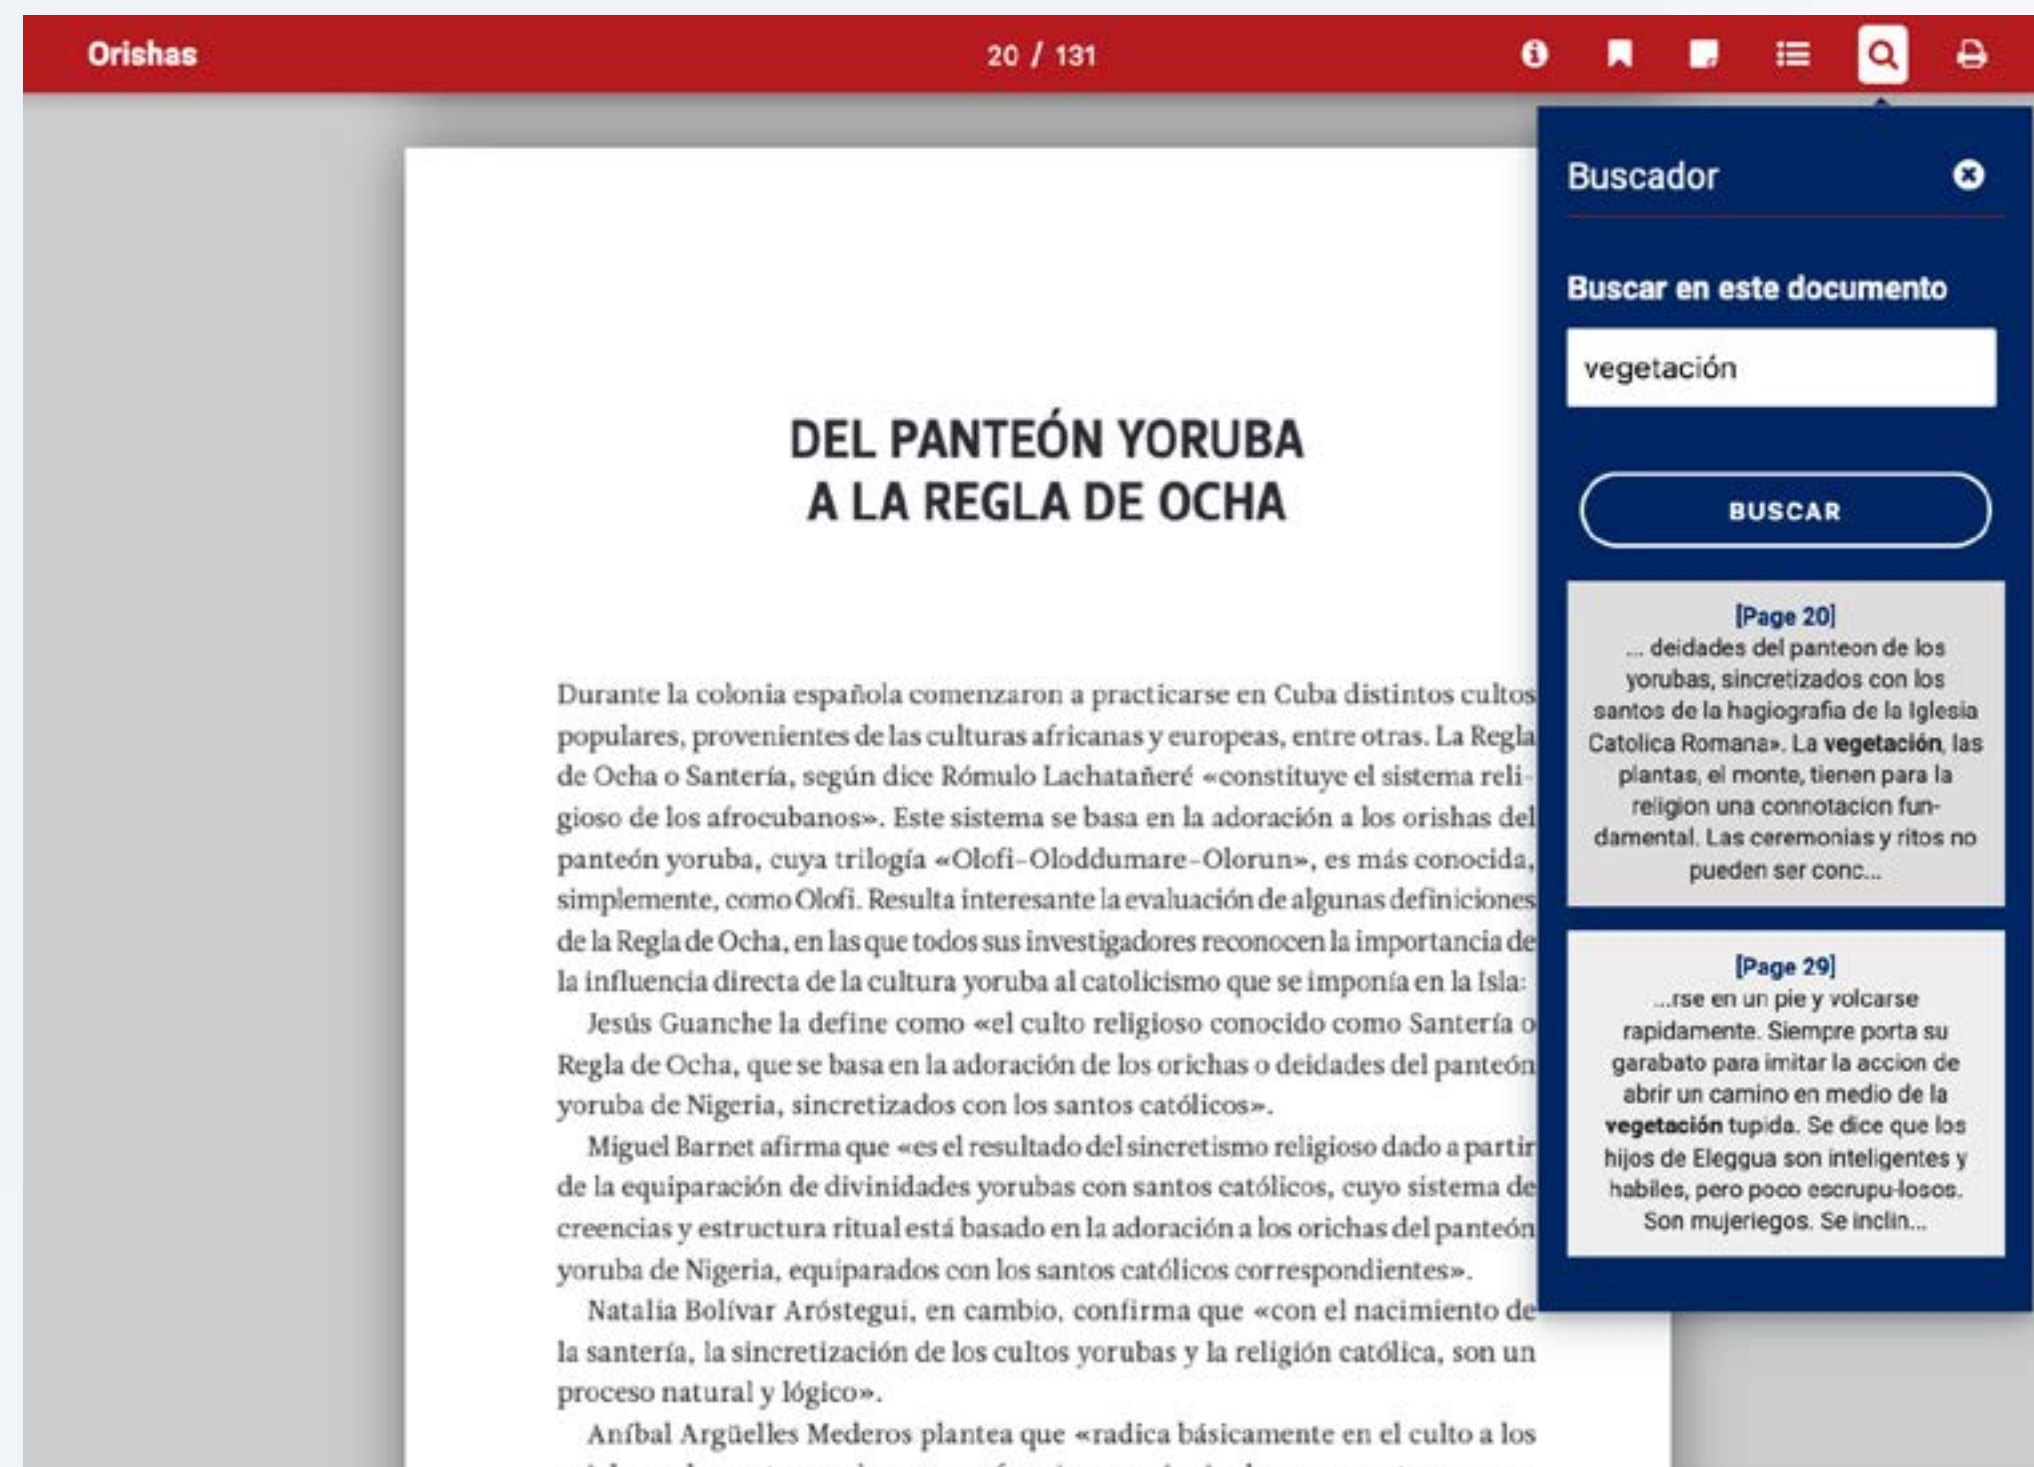 Orishas
20 / 131
DEL PANTEÓN YORUBA
A LA REGLA DE OCHA
Durante la colonia española comenzaron a practicarse en Cuba distintos cultos
populares, provenientes de las culturas africanas y europeas, entre otras. La Regla
de Ocha o Santería, según dice Rómulo Lachatañeré «constituye el sistema reli-
gioso de los afrocubanos». Este sistema se basa en la adoración a los orishas del
panteón yoruba, cuya trilogía «Olofi-Oloddumare-Olorun», es más conocida,
simplemente, como Olofi. Resulta interesante la evaluación de algunas definiciones
de la Regla de Ocha, en las que todos sus investigadores reconocen la importancia de
la influencia directa de la cultura yoruba al catolicismo que se imponía en la Isla:
Jesús Guanche la define como «el culto religioso conocido como Santería o
Regla de Ocha, que se basa en la adoración de los orichas o deidades del panteón
yoruba de Nigeria, sincretizados con los santos católicos».
Miguel Barnet afirma que «es el resultado del sincretismo religioso dado a partir
de la equiparación de divinidades yorubas con santos católicos, cuyo sistema de
creencias y estructura ritual está basado en la adoración a los orichas del panteón
yoruba de Nigeria, equiparados con los santos católicos correspondientes».
Natalia Bolívar Aróstegui, en cambio, confirma que «con el nacimiento de
la santería, la sincretización de los cultos yorubas y la religión católica, son un
proceso natural y lógico».
Aníbal Argüelles Mederos plantea que «radica básicamente en el culto a los
Buscador
Buscar en este documento
vegetación
BUSCAR
[Page 20]
... deidades del panteon de los
yorubas, sincretizados con los
santos de la hagiografia de la Iglesia
Catolica Romana». La vegetación, las
plantas, el monte, tienen para la
religion una connotacion fun-
damental. Las ceremonias y ritos no
pueden ser conc...
[Page 29]
...rse en un pie y volcarse
rapidamente. Siempre porta su
garabato para imitar la accion de
abrir un camino en medio de la
vegetación tupida. Se dice que los
hijos de Eleggua son inteligentes y
habiles, pero poco escrupu-losos.
Son mujeriegos. Se inclin...